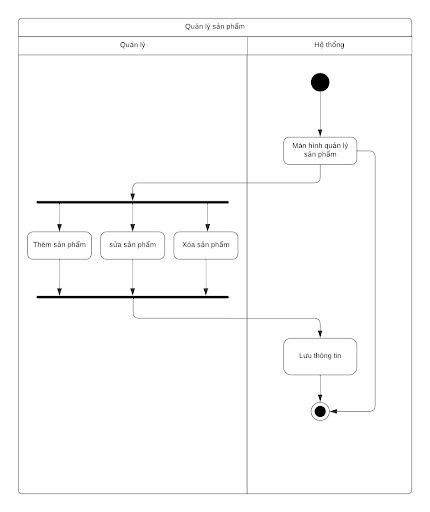 Quản lý sản phẩm
Quản lý
Hệ thống
Màn hình quản lý
sản phẩm
Thêm sản phẩm
sửa sản phẩm
Xóa sản phẩm
Lưu thông tin